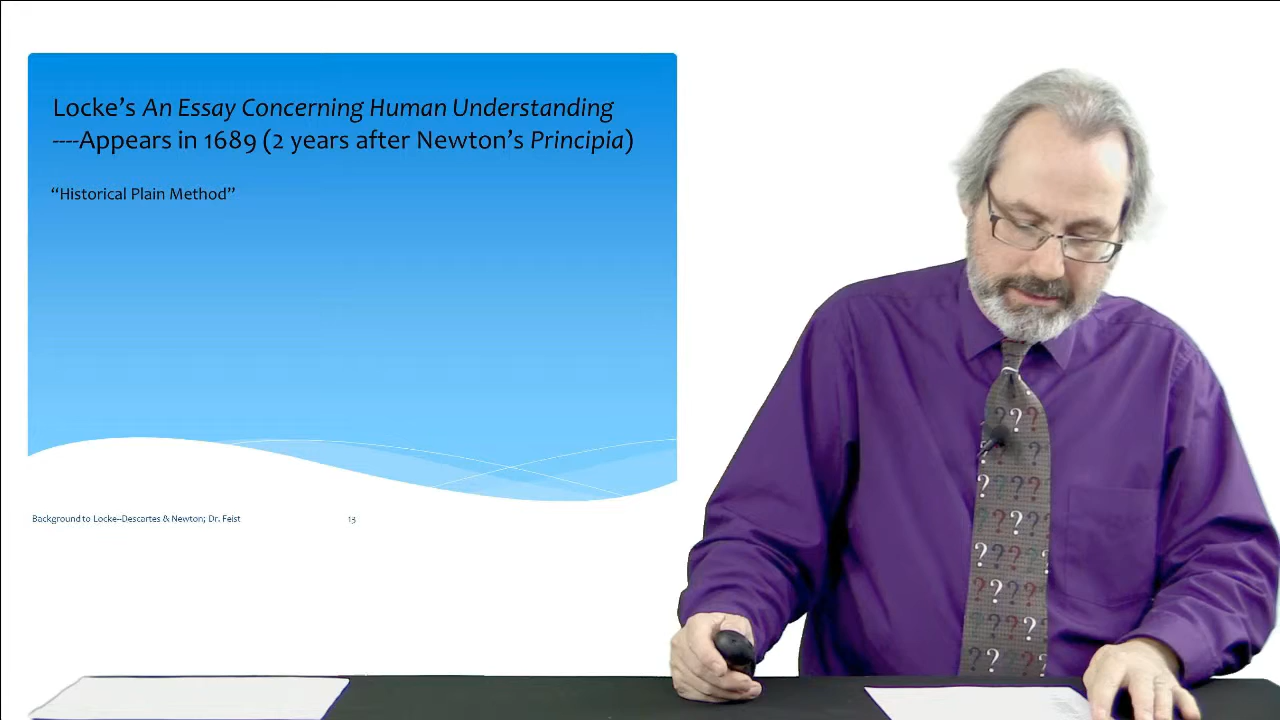 Locke’s An Essay Concerning Human Understanding
----Appears in 1689 (2 years after Newton’s Principia)
“Historical Plain Method”
Background to Locke--Descartes & Newton; Dr. Feist
13